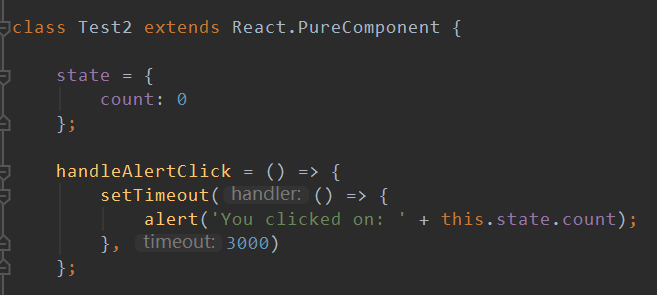 class Test2 extends React.PureComponent {
state = {
count: 0
};
handleAlertClick = () => {
setTimeout( handler: () => {
alert('You clicked on: ' + this.state.count);
}, timeout: 3000)
};